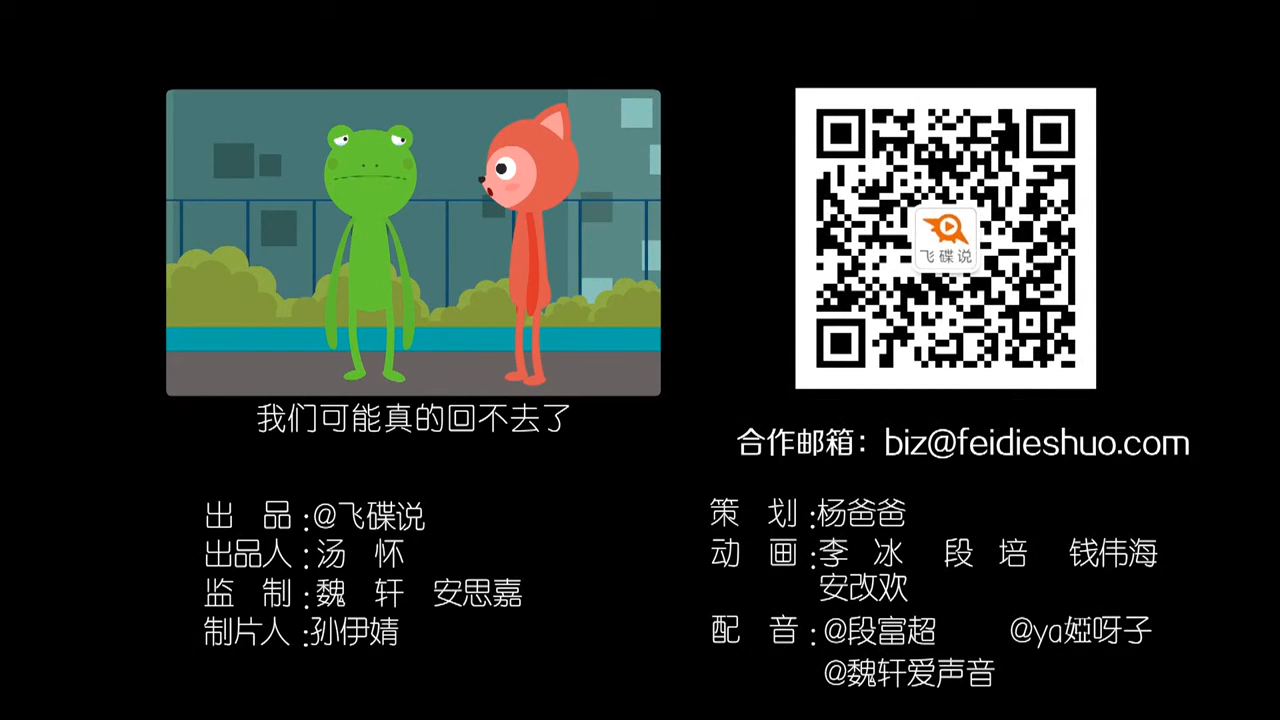 飞碟说
我们可能真的回不去了
合作邮箱：biz@feidieshuo.com
出 品 :@飞碟说
出品人 :汤 怀
监 制 :魏 轩 安思嘉
制片人 :孙伊婧
策 划 :杨爸爸
动 画 :李 冰 段 培 钱伟海
安改欢
配 音 :@段富超 @ya娅呀子
@魏轩爱声音